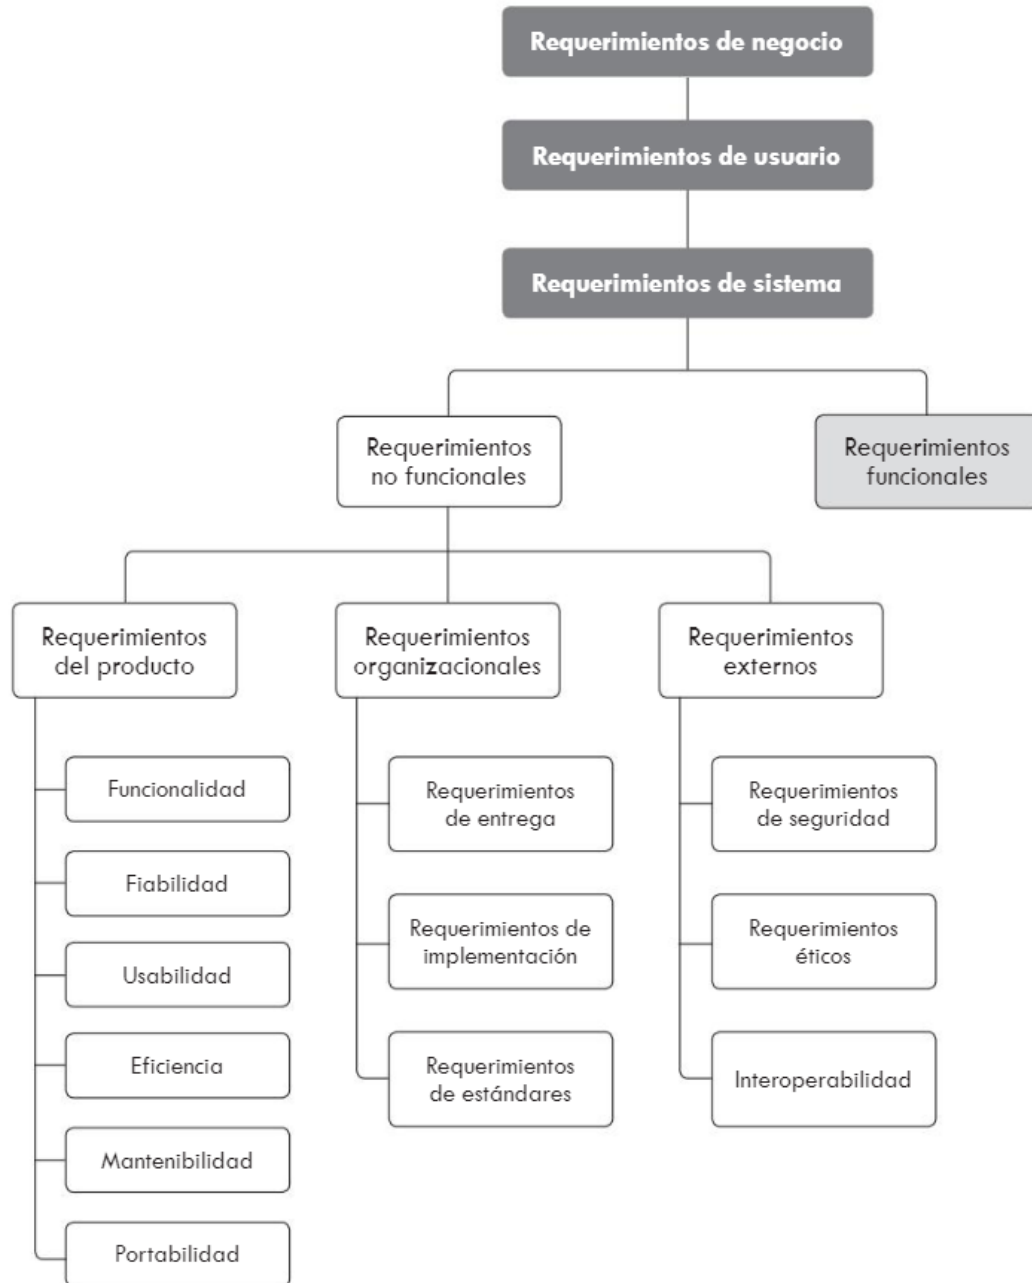 Requerimientos de negocio
Requerimientos de usuario
Requerimientos de sistema
Requerimientos
no funcionales
Requerimientos
funcionales
Requerimientos
del producto
Requerimientos
organizacionales
Requerimientos
externos
Funcionalidad
Fiabilidad
Usabilidad
Eficiencia
Mantenibilidad
Portabilidad
Requerimientos
de entrega
Requerimientos de
implementación
Requerimientos
de estándares
Requerimientos
de seguridad
Requerimientos
éticos
Interoperabilidad